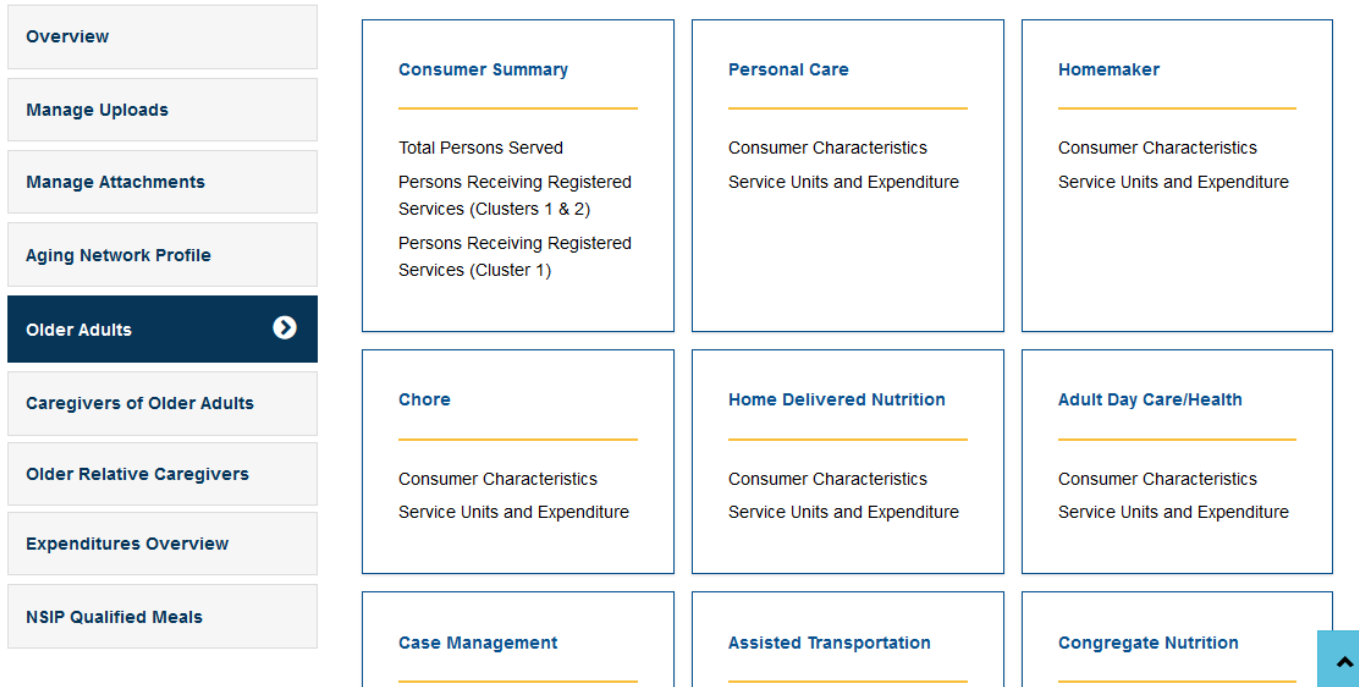 Overview
Manage Uploads
Manage Attachments
Aging Network Profile
Older Adults
Caregivers of Older Adults
Older Relative Caregivers
Expenditures Overview
NSIP Qualified Meals
Consumer Summary
Total Persons Served
Persons Receiving Registered
Services (Clusters 1 & 2)
Persons Receiving Registered
Services (Cluster 1)
Personal Care
Consumer Characteristics
Service Units and Expenditure
Homemaker
Consumer Characteristics
Service Units and Expenditure
Chore
Consumer Characteristics
Service Units and Expenditure
Home Delivered Nutrition
Consumer Characteristics
Service Units and Expenditure
Adult Day Care/Health
Consumer Characteristics
Service Units and Expenditure
Case Management
Assisted Transportation
Congregate Nutrition